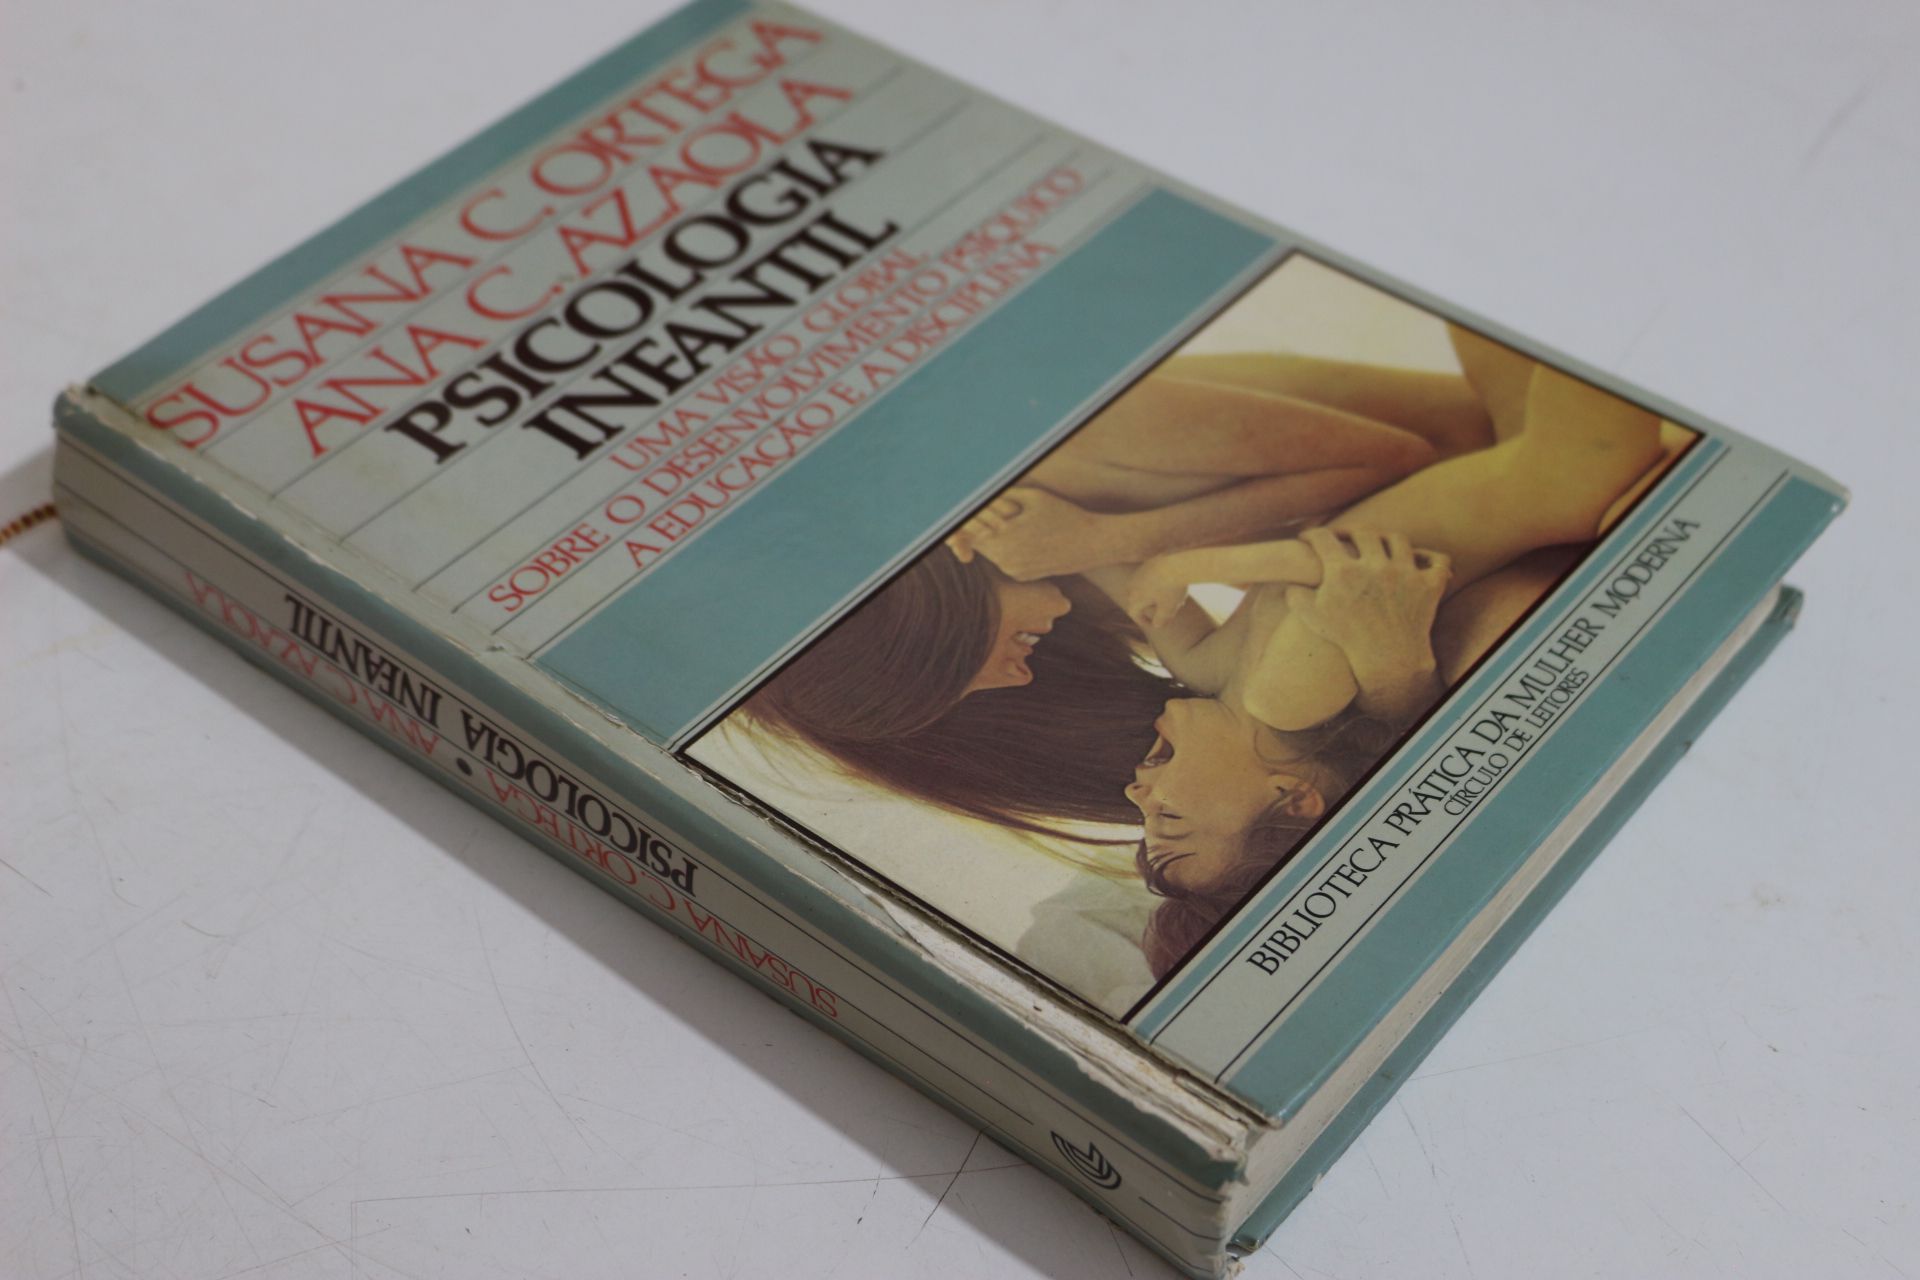 SUSANA C. ORTEGA
ANA C. AZAOLA
PSICOLOGIA
INFANTIL
UMA VISÃO GLOBAL
SOBRE O DESENVOLVIMENTO PSÍQUICO
A EDUCAÇÃO E A DISCIPLINA
BIBLIOTECA PRÁTICA DA MULHER MODERNA
CÍRCULO DE LEITORES
SUSANA C. ORTEGA • ANA C. AZAOLA
PSICOLOGIA INFANTIL